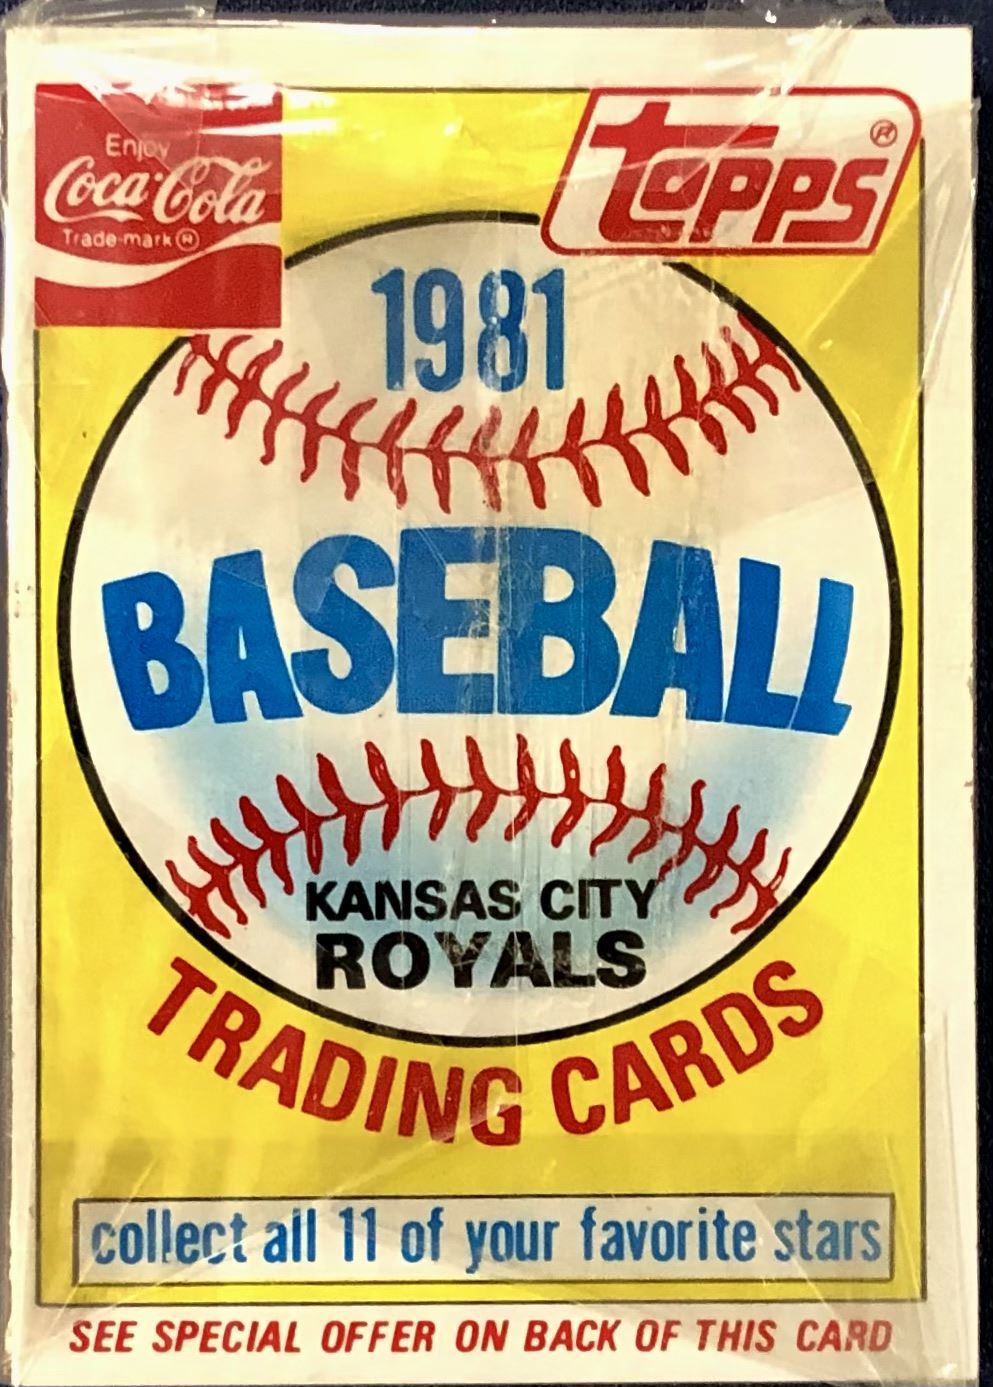 Enjoy
Coca-Cola
Trade-mark ®
topps ®
1981
BASEBALL
KANSAS CITY
ROYALS
TRADING CARDS
collect all 11 of your favorite stars
SEE SPECIAL OFFER ON BACK OF THIS CARD